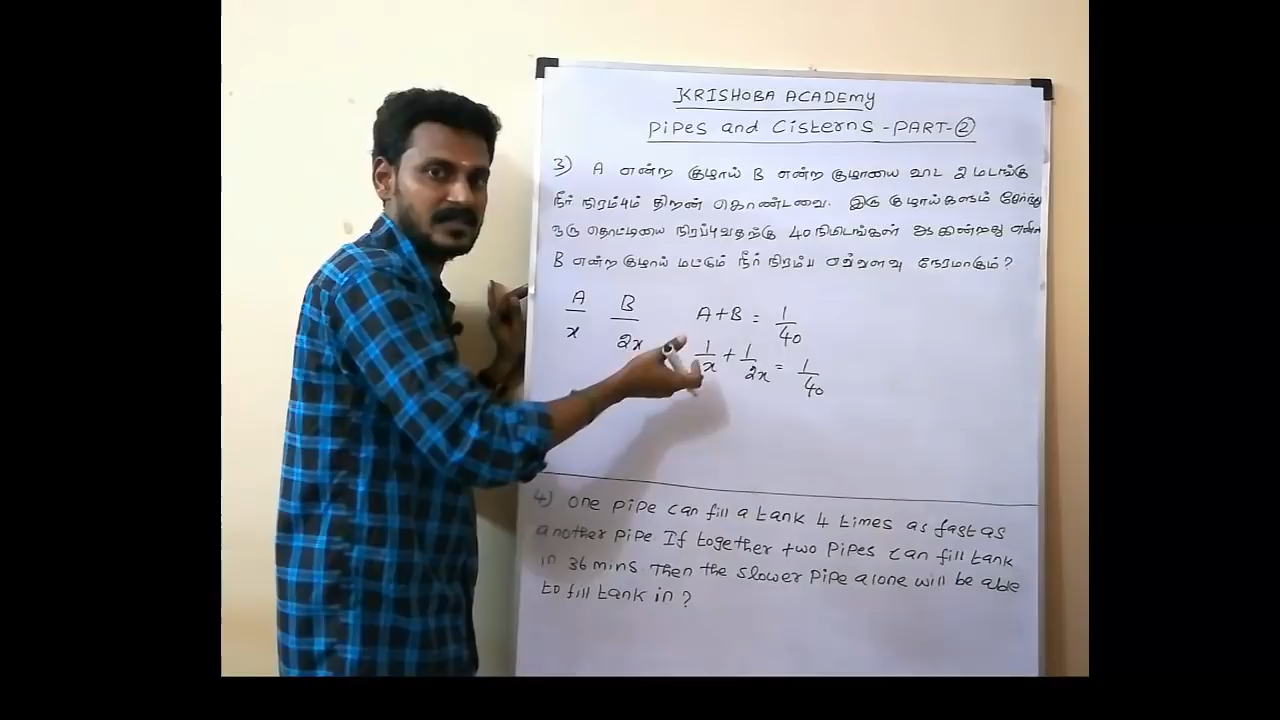 KRISHOBA ACADEMY
Pipes and Cisterns - PART - ②
3) A என்ற குழாய் B என்ற குழாயை வாட 2 மடங்கு
நீர் நிரம்பும் திறன் கொண்டவை. இரு குழாய்களும் சேர்ந்து
ஒரு தொட்டியை நிரப்புவதற்கு 40 நிமிடங்கள் ஆகின்றது எனில்
B என்ற குழாய் மட்டும் நீர் நிரம்ப எவ்வளவு நேரமாகும்?
A/x B/2x A+B = 1/40
1/x + 1/2x = 1/40
4) One pipe can fill a tank 4 times as fast as
another pipe If together two pipes can fill tank
in 36 mins Then the slower pipe alone will be able
to fill tank in ?